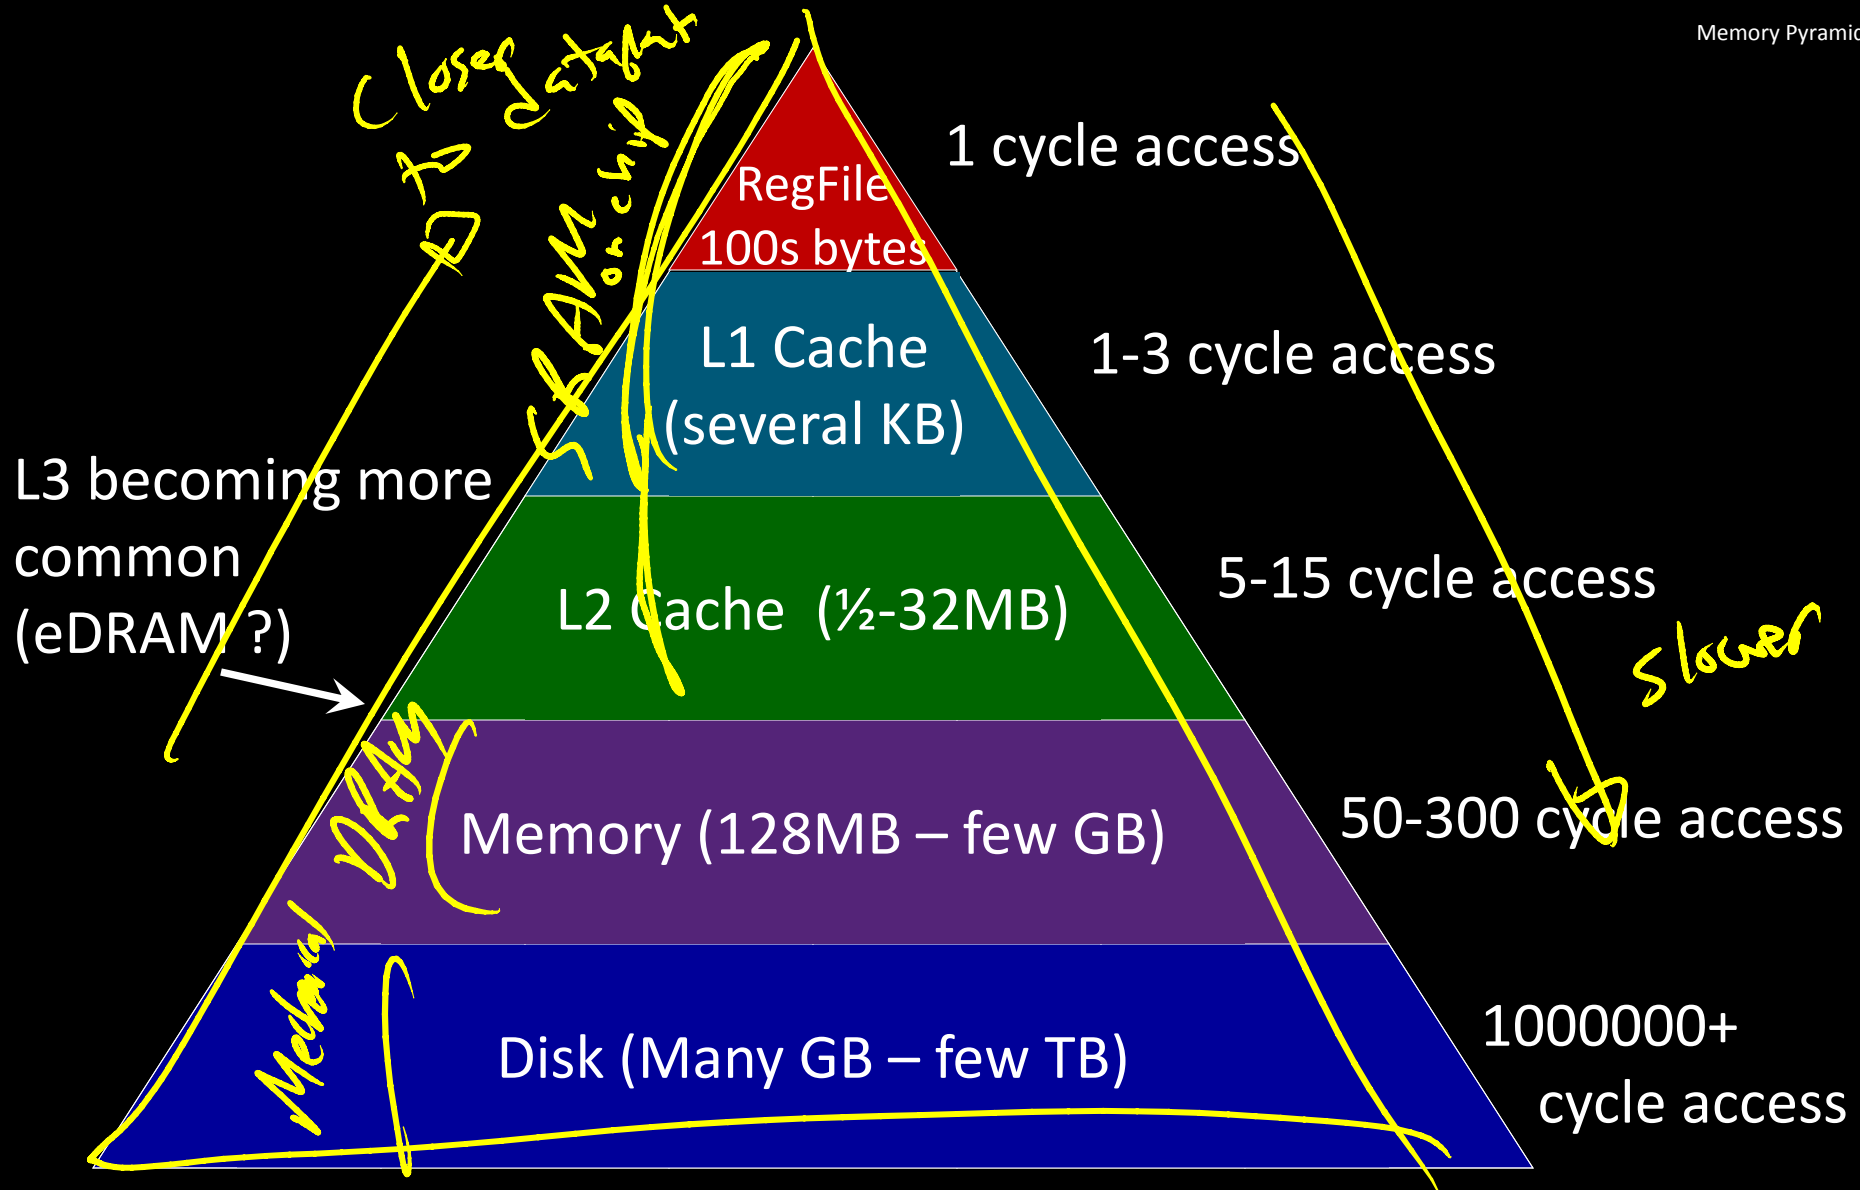 Memory Pyramid
Closer
to datapat
SRAM
on chip
RegFile
100s bytes
1 cycle access
L1 Cache
(several KB)
1-3 cycle access
L3 becoming more
common
(eDRAM ?)
L2 Cache (½-32MB)
5-15 cycle access
slower
DRAM
Memory (128MB – few GB)
50-300 cycle access
Disk (Many GB – few TB)
1000000+
cycle access